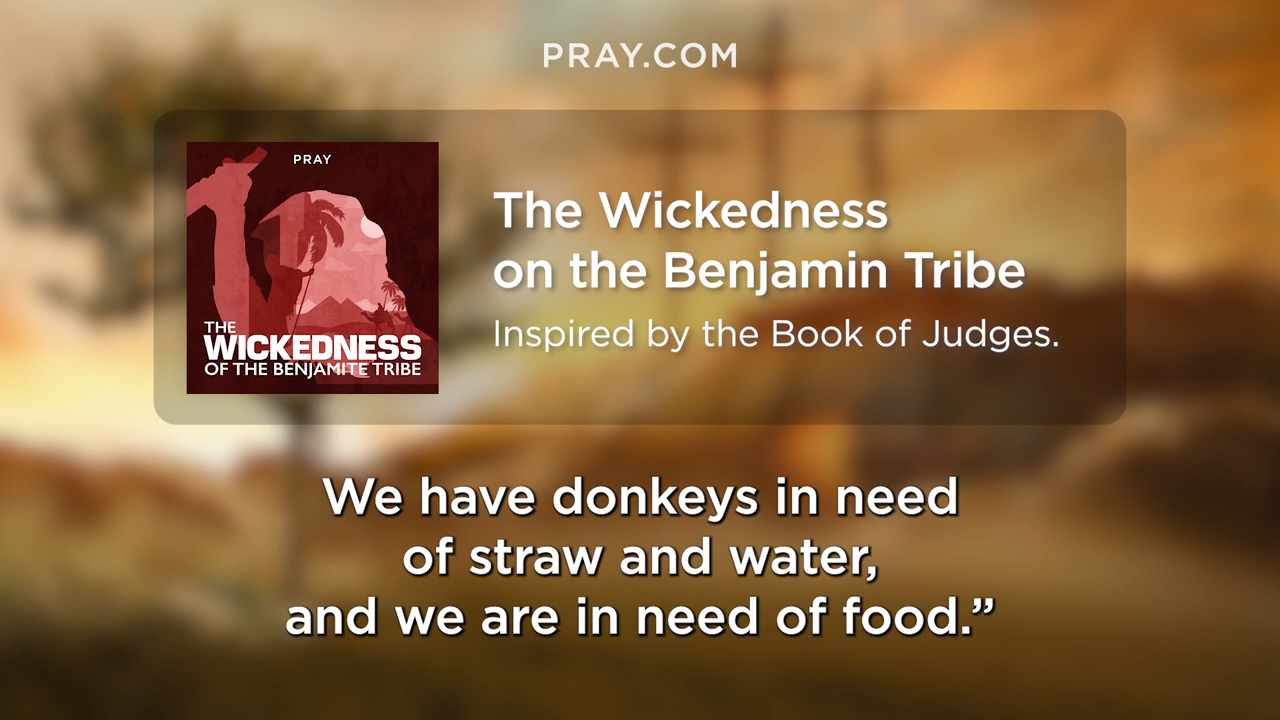 PRAY.COM
PRAY
THE
WICKEDNESS
OF THE BENJAMITE TRIBE
The Wickedness
on the Benjamin Tribe
Inspired by the Book of Judges.
We have donkeys in need
of straw and water,
and we are in need of food.”